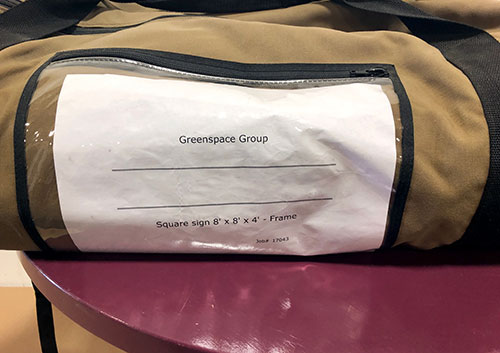 Greenspace Group
Square sign 8' x 8' x 4' - Frame
Job# 17043